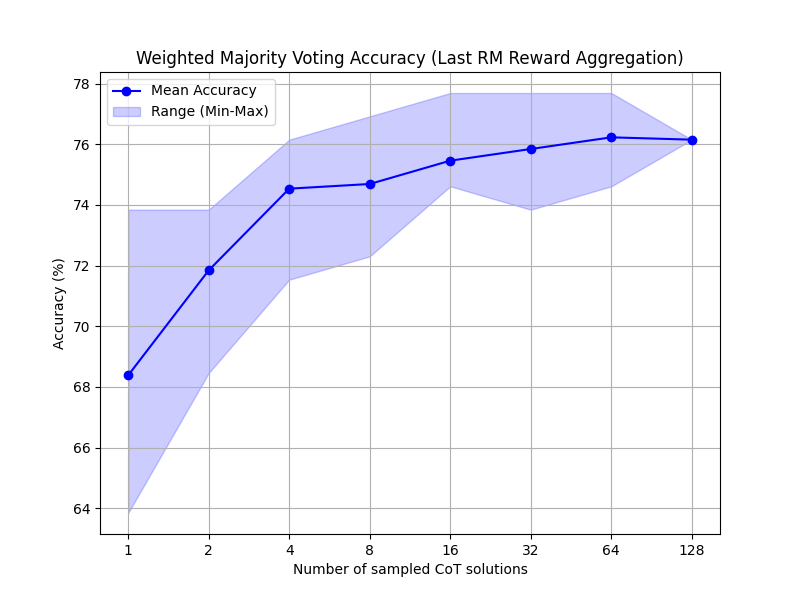 Weighted Majority Voting Accuracy (Last RM Reward Aggregation)
Mean Accuracy
Range (Min-Max)
78
76
74
72
70
68
66
64
Accuracy (%)
1 2 4 8 16 32 64 128
Number of sampled CoT solutions